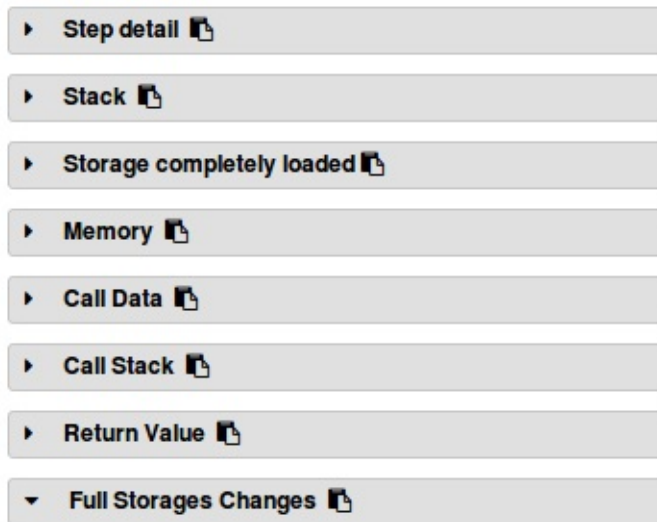 Step detail
Stack
Storage completely loaded
Memory
Call Data
Call Stack
Return Value
Full Storages Changes